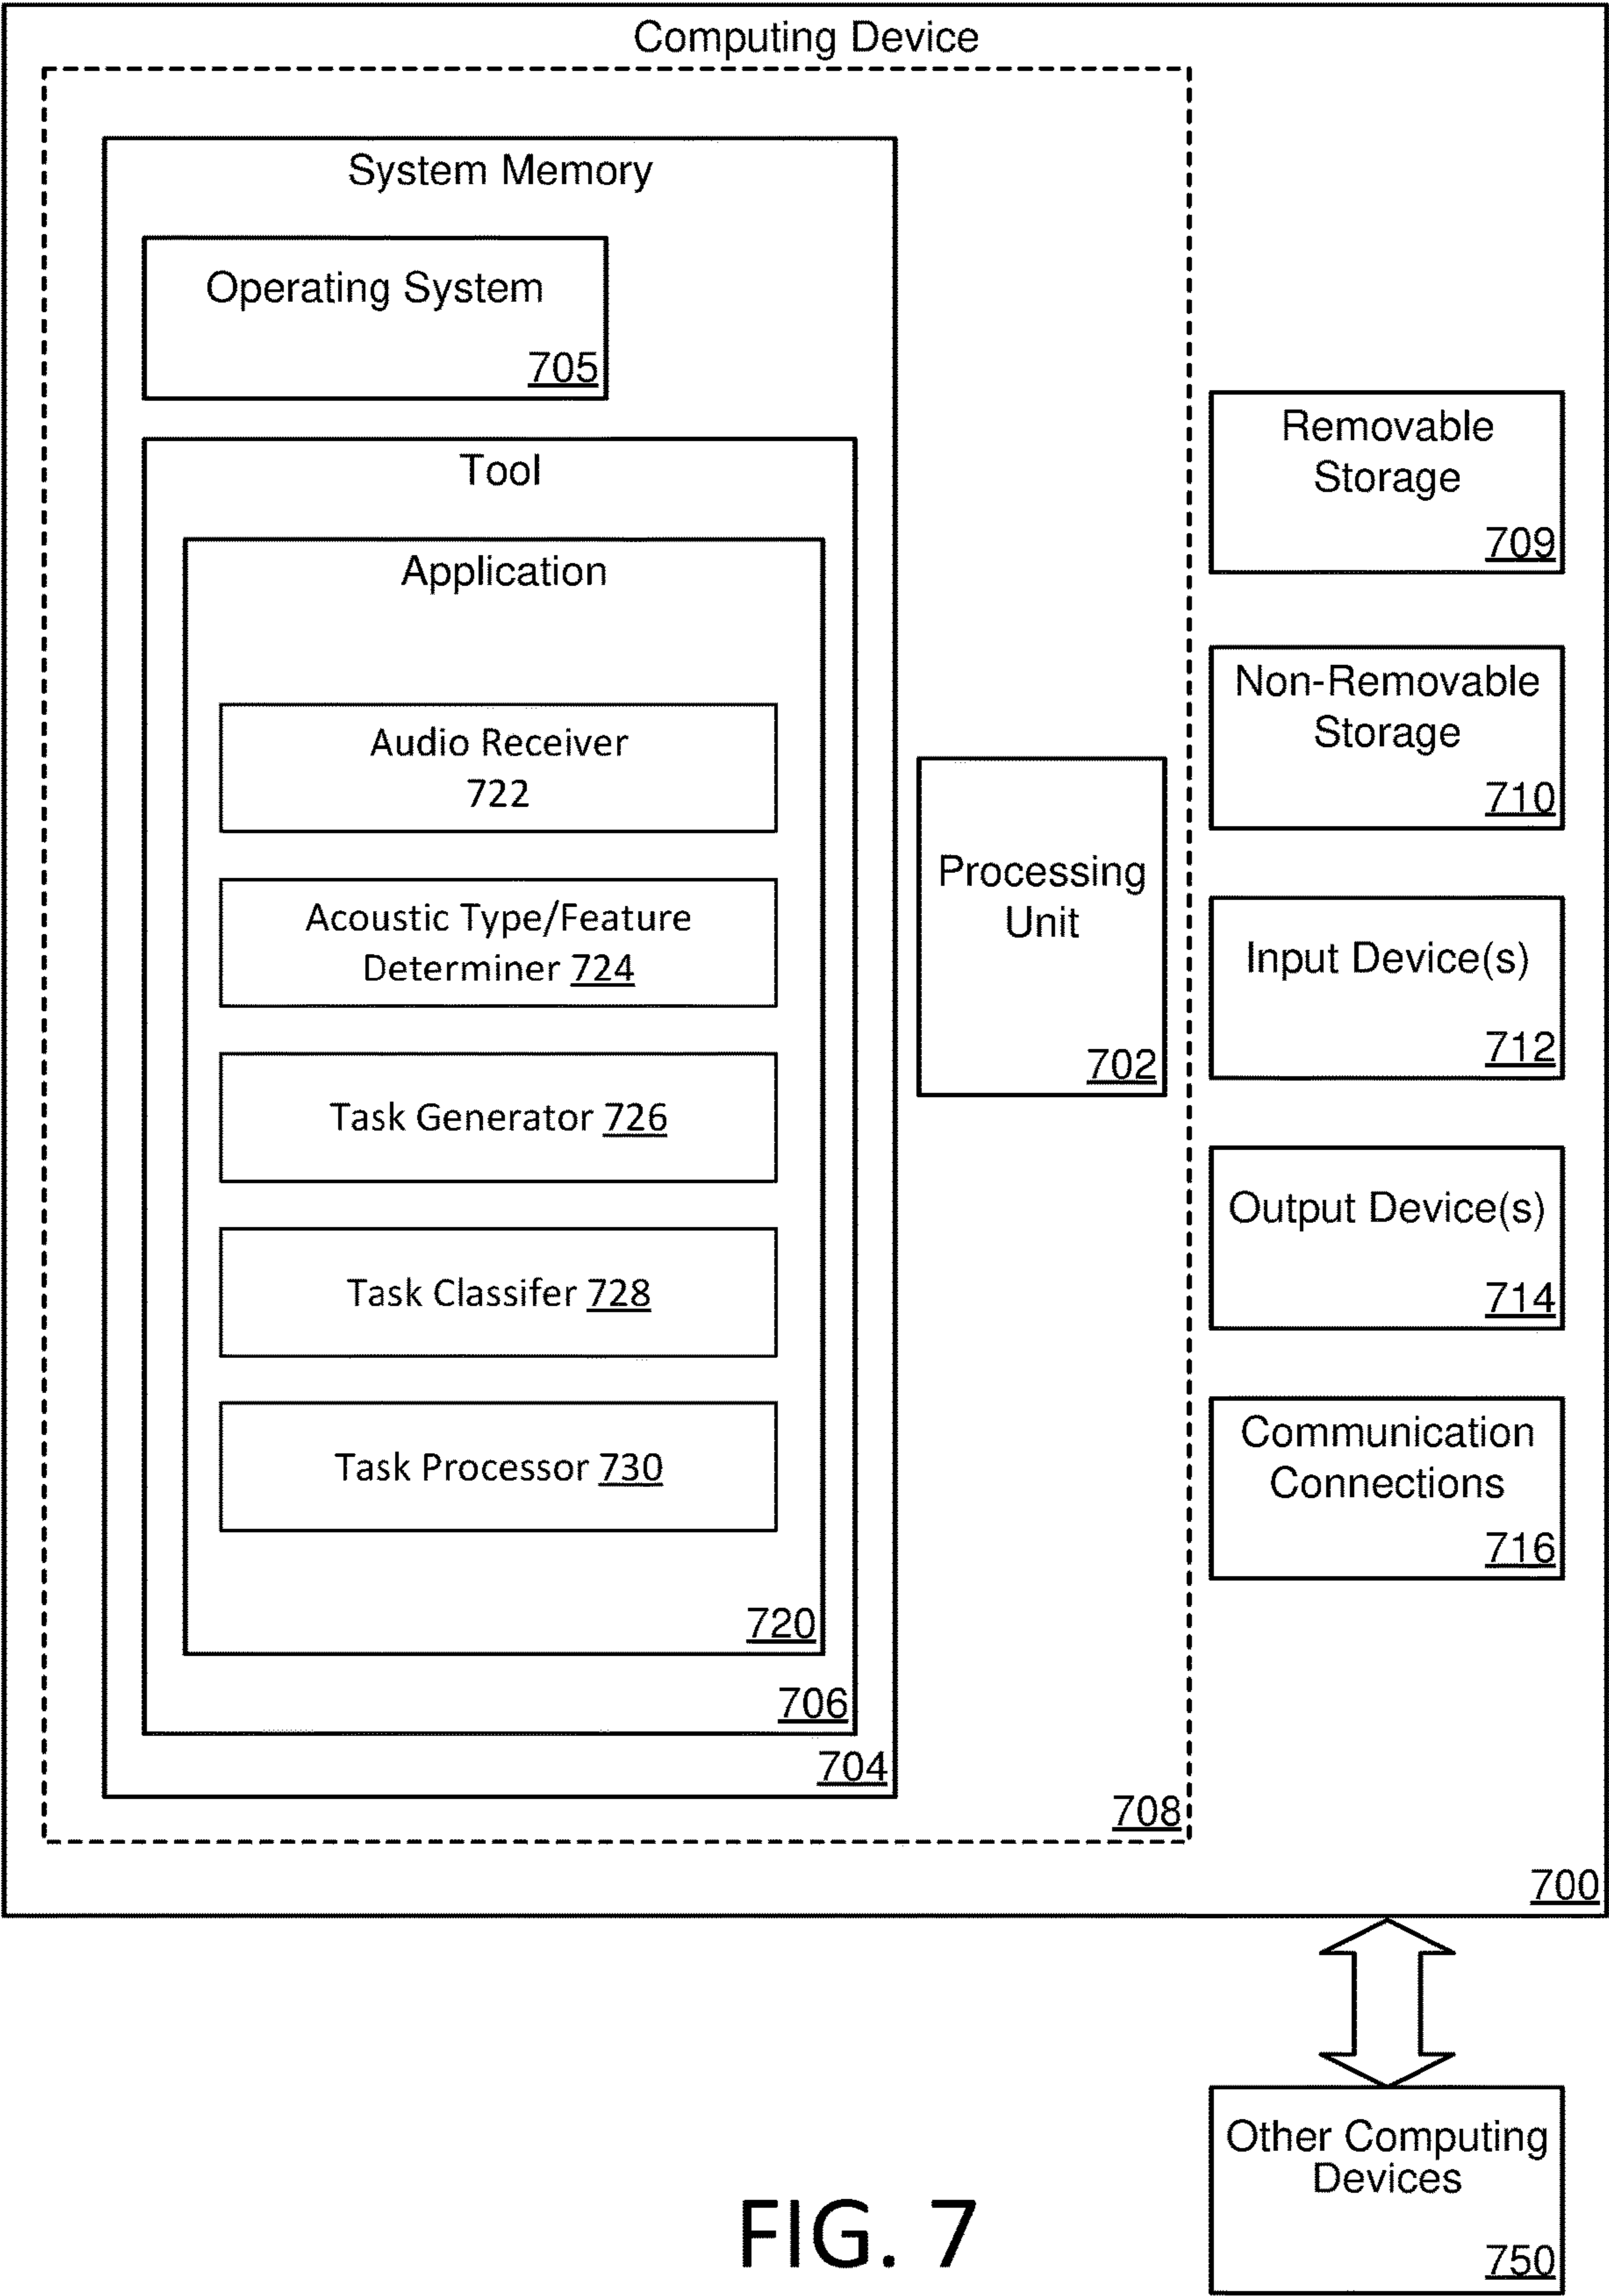 Computing Device
System Memory
Operating System
705
Tool
Application
Audio Receiver
722
Acoustic Type/Feature
Determiner 724
Task Generator 726
Task Classifer 728
Task Processor 730
720
706
704
Processing
Unit
702
708
Removable
Storage
709
Non-Removable
Storage
710
Input Device(s)
712
Output Device(s)
714
Communication
Connections
716
700
Other Computing
Devices
750
FIG. 7